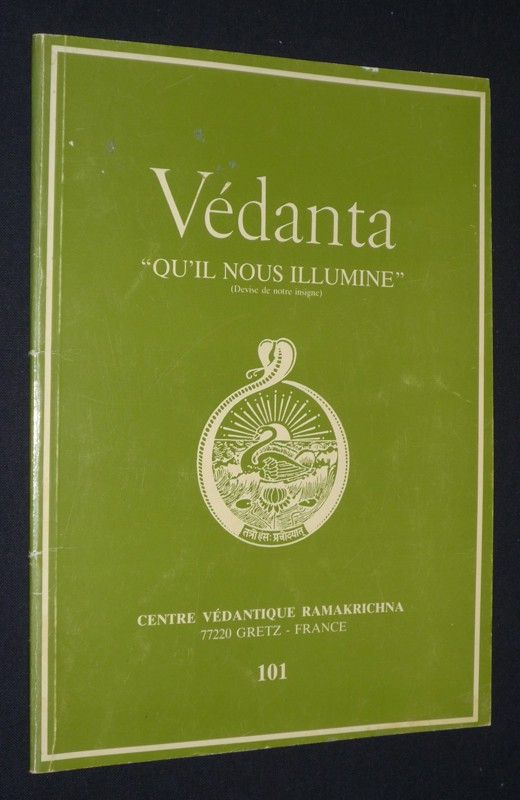 Védanta
“QU'IL NOUS ILLUMINE”
(Devise de notre insigne)
तन्नो हंसः प्रचोदयात्
CENTRE VÉDANTIQUE RAMAKRICHNA
77220 GRETZ - FRANCE
101